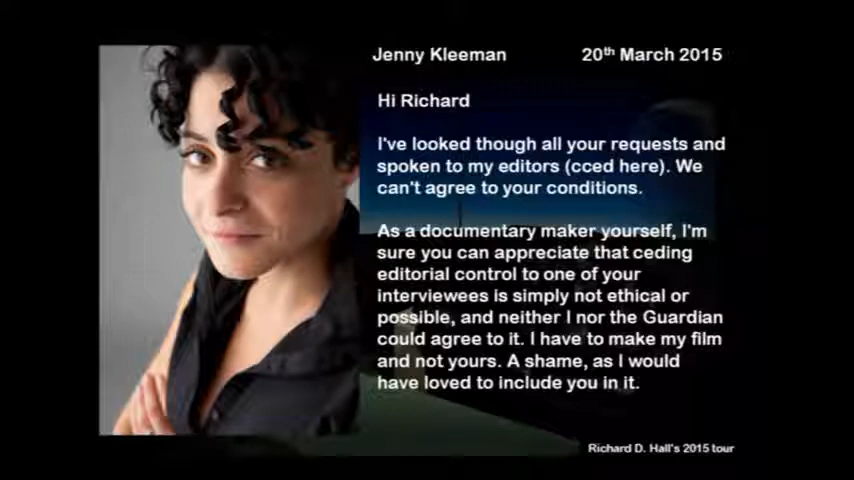 Jenny Kleeman 20th March 2015
Hi Richard
I've looked though all your requests and
spoken to my editors (cced here). We
can't agree to your conditions.
As a documentary maker yourself, I'm
sure you can appreciate that ceding
editorial control to one of your
interviewees is simply not ethical or
possible, and neither I nor the Guardian
could agree to it. I have to make my film
and not yours. A shame, as I would
have loved to include you in it.
Richard D. Hall's 2015 tour